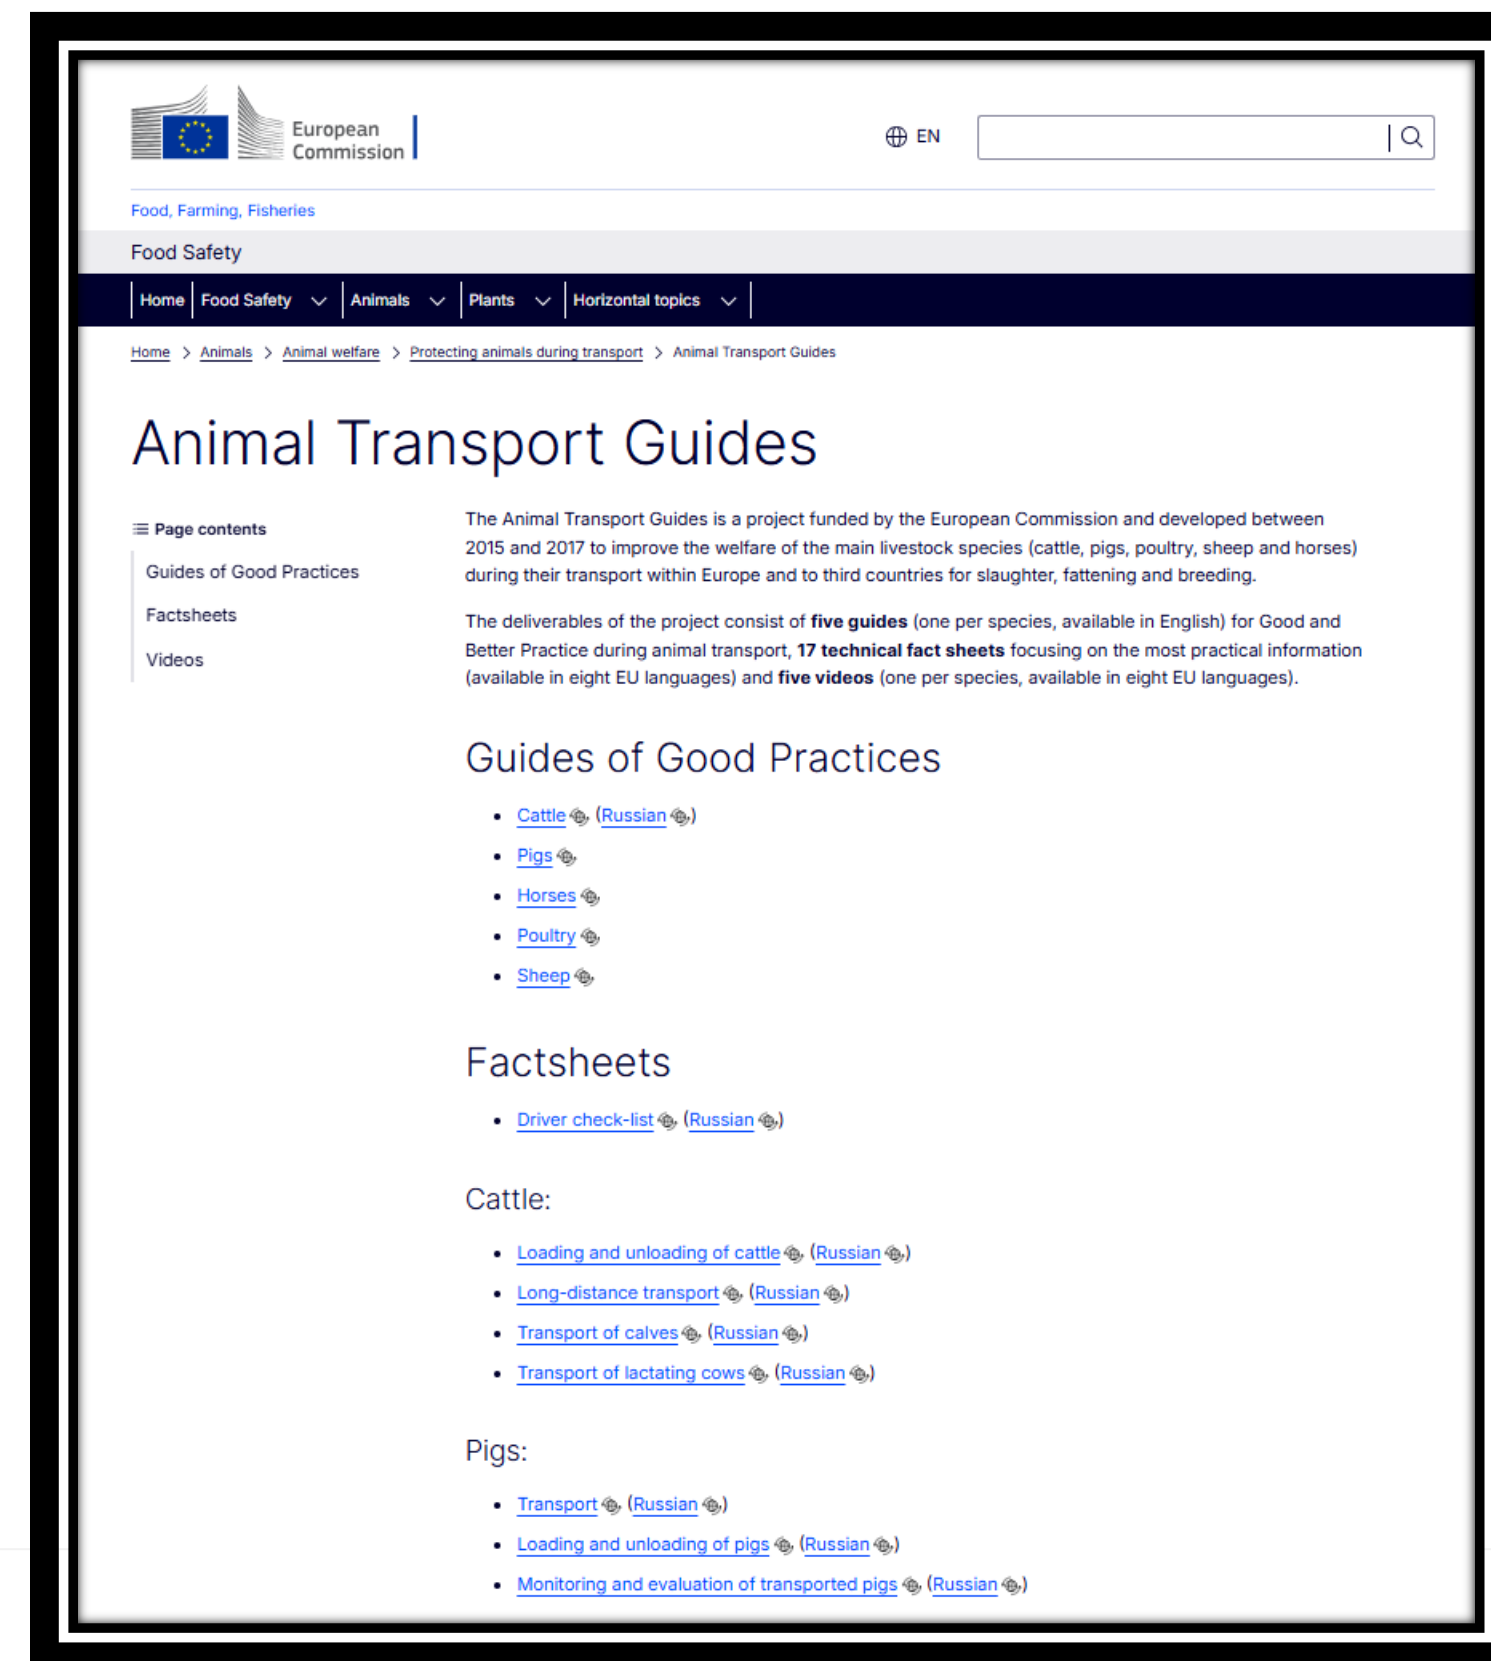 European
Commission
EN
Food, Farming, Fisheries
Food Safety
Home Food Safety Animals Plants Horizontal topics
Home > Animals > Animal welfare > Protecting animals during transport > Animal Transport Guides
Animal Transport Guides
Page contents
Guides of Good Practices
Factsheets
Videos
The Animal Transport Guides is a project funded by the European Commission and developed between
2015 and 2017 to improve the welfare of the main livestock species (cattle, pigs, poultry, sheep and horses)
during their transport within Europe and to third countries for slaughter, fattening and breeding.
The deliverables of the project consist of five guides (one per species, available in English) for Good and
Better Practice during animal transport, 17 technical fact sheets focusing on the most practical information
(available in eight EU languages) and five videos (one per species, available in eight EU languages).
Guides of Good Practices
• Cattle (Russian)
• Pigs
• Horses
• Poultry
• Sheep
Factsheets
• Driver check-list (Russian)
Cattle:
• Loading and unloading of cattle (Russian)
• Long-distance transport (Russian)
• Transport of calves (Russian)
• Transport of lactating cows (Russian)
Pigs:
• Transport (Russian)
• Loading and unloading of pigs (Russian)
• Monitoring and evaluation of transported pigs (Russian)